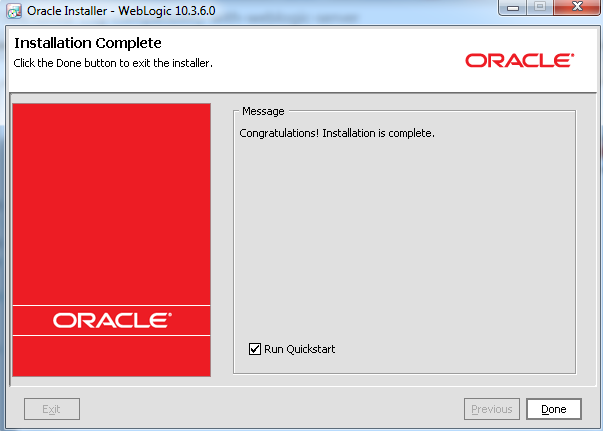 Oracle Installer - WebLogic 10.3.6.0
Installation Complete
Click the Done button to exit the installer.
ORACLE®
Message
Congratulations! Installation is complete.
ORACLE®
Run Quickstart
Exit
Previous
Done